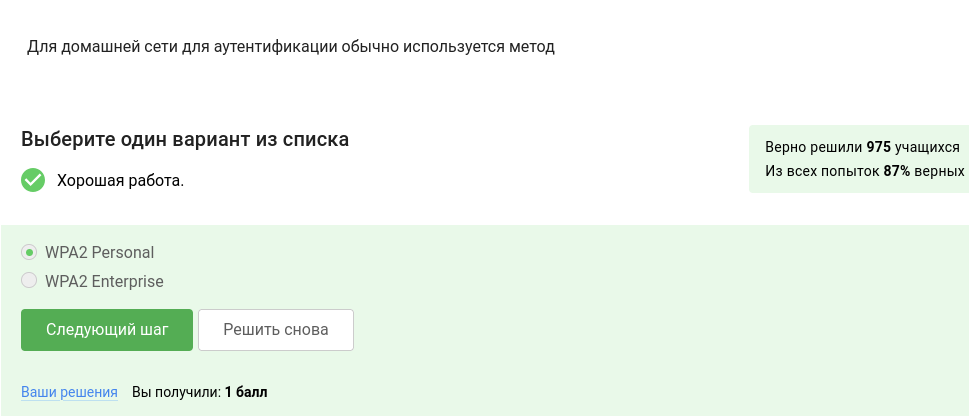 Для домашней сети для аутентификации обычно используется метод
Выберите один вариант из списка
Верно решили 975 учащихся
Из всех попыток 87% верных
Хорошая работа.
WPA2 Personal
WPA2 Enterprise
Следующий шаг
Решить снова
Ваши решения
Вы получили: 1 балл